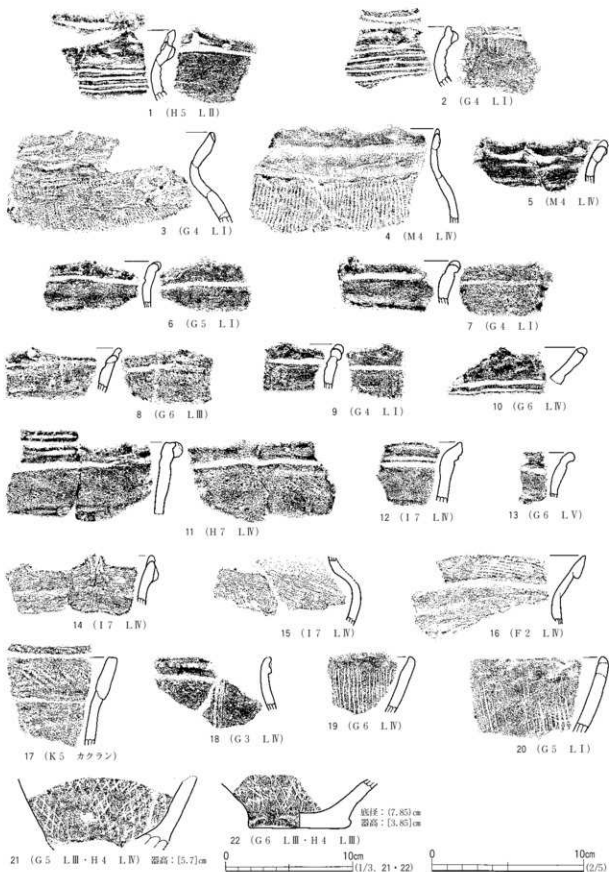 1 (H5 LⅡ)
2 (G4 LⅠ)
3 (G4 LⅠ)
4 (M4 LⅣ)
5 (M4 LⅣ)
6 (G5 LⅠ)
7 (G4 LⅠ)
8 (G6 LⅢ)
9 (G4 LⅠ)
10 (G6 LⅣ)
11 (H7 LⅣ)
12 (I7 LⅣ)
13 (G6 LⅤ)
14 (I7 LⅣ)
15 (I7 LⅣ)
16 (F2 LⅣ)
17 (K5 カクラン)
18 (G3 LⅣ)
19 (G6 LⅣ)
20 (G5 LⅠ)
21 (G5 LⅢ・H4 LⅣ) 器高:[5.7]cm
22 (G6 LⅢ・H4 LⅢ)
底径:(7.85)cm
器高:[3.85]cm
0 10cm
(1/3, 21・22)
0 10cm
(2/5)